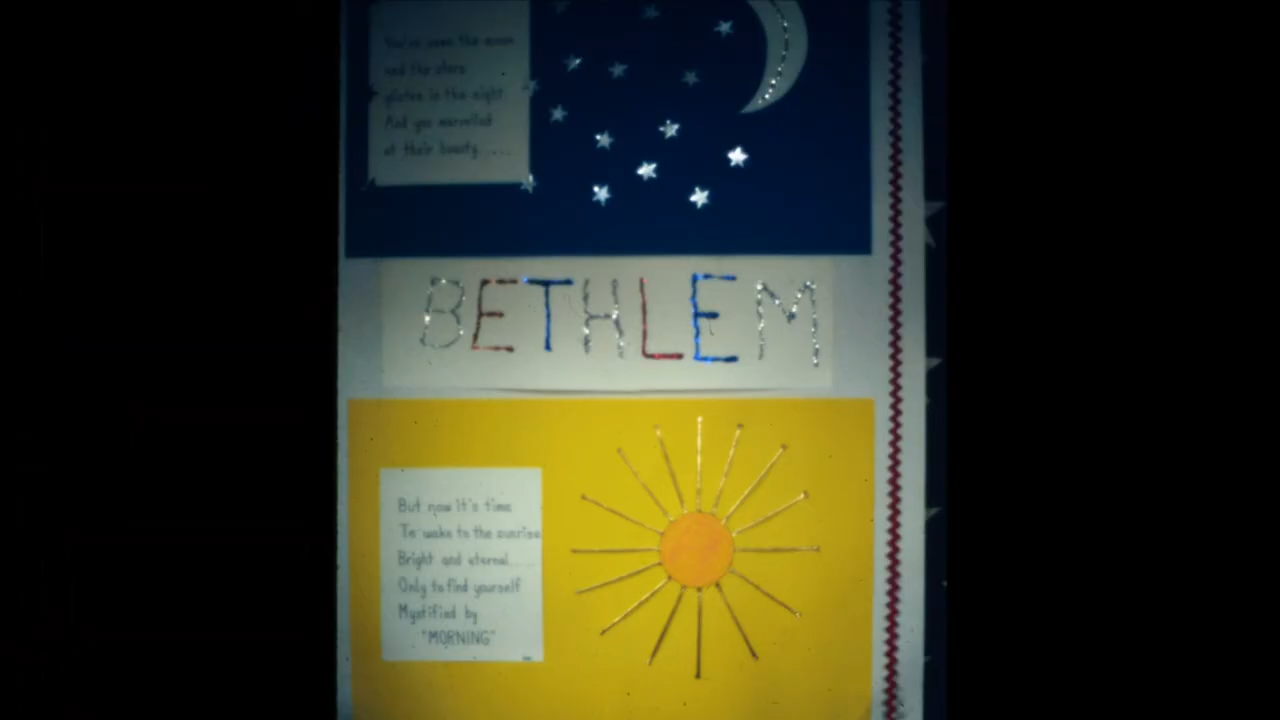 You've seen the moon
and the stars
glisten in the night
And you marvelled
at their beauty.....
BETHLEM
But now it's time
To wake to the sunrise
Bright and eternal....
Only to find yourself
Mystified by
"MORNING"